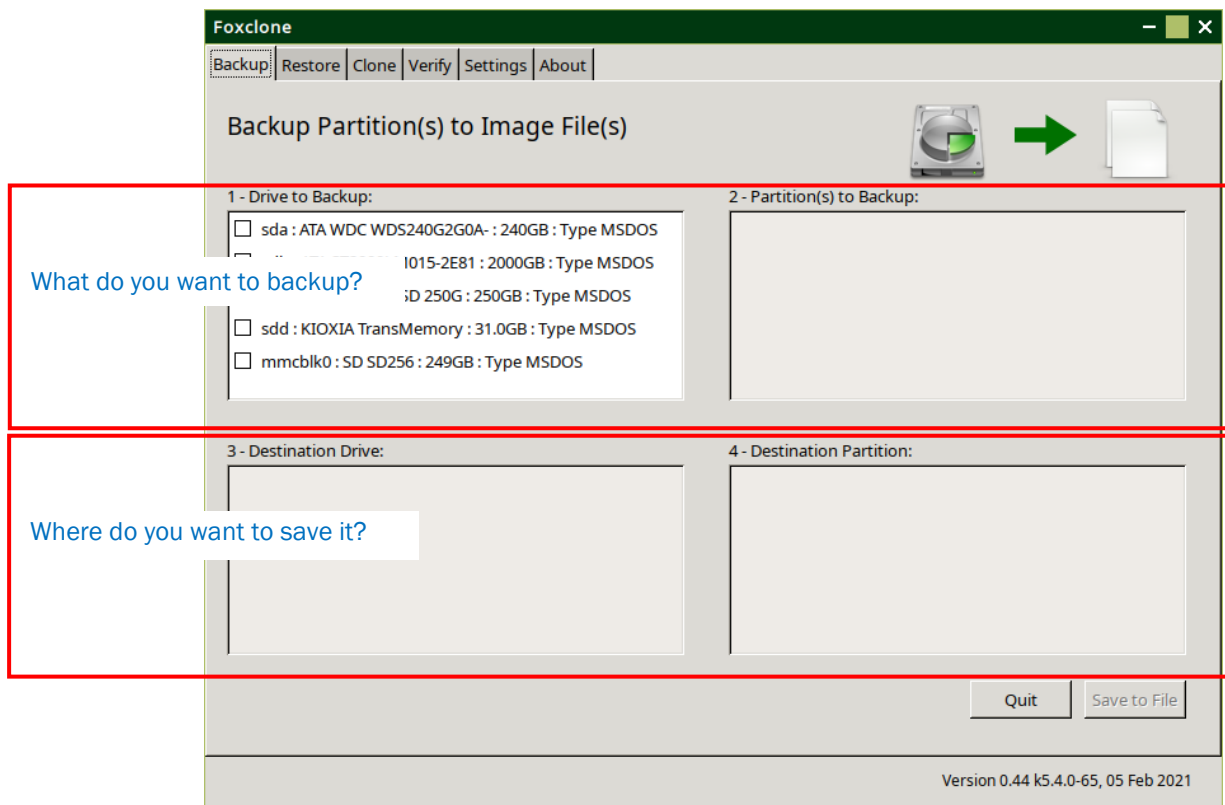 Foxclone
Backup Restore Clone Verify Settings About
Backup Partition(s) to Image File(s)
1 - Drive to Backup:
2 - Partition(s) to Backup:
sda : ATA WDC WDS240G2G0A- : 240GB : Type MSDOS
015-2E81 : 2000GB : Type MSDOS
What do you want to backup?
250G : 250GB : Type MSDOS
sdd : KIOXIA TransMemory : 31.0GB : Type MSDOS
mmcblk0 : SD SD256 : 249GB : Type MSDOS
3 - Destination Drive:
4 - Destination Partition:
Where do you want to save it?
Quit
Save to File
Version 0.44 k5.4.0-65, 05 Feb 2021